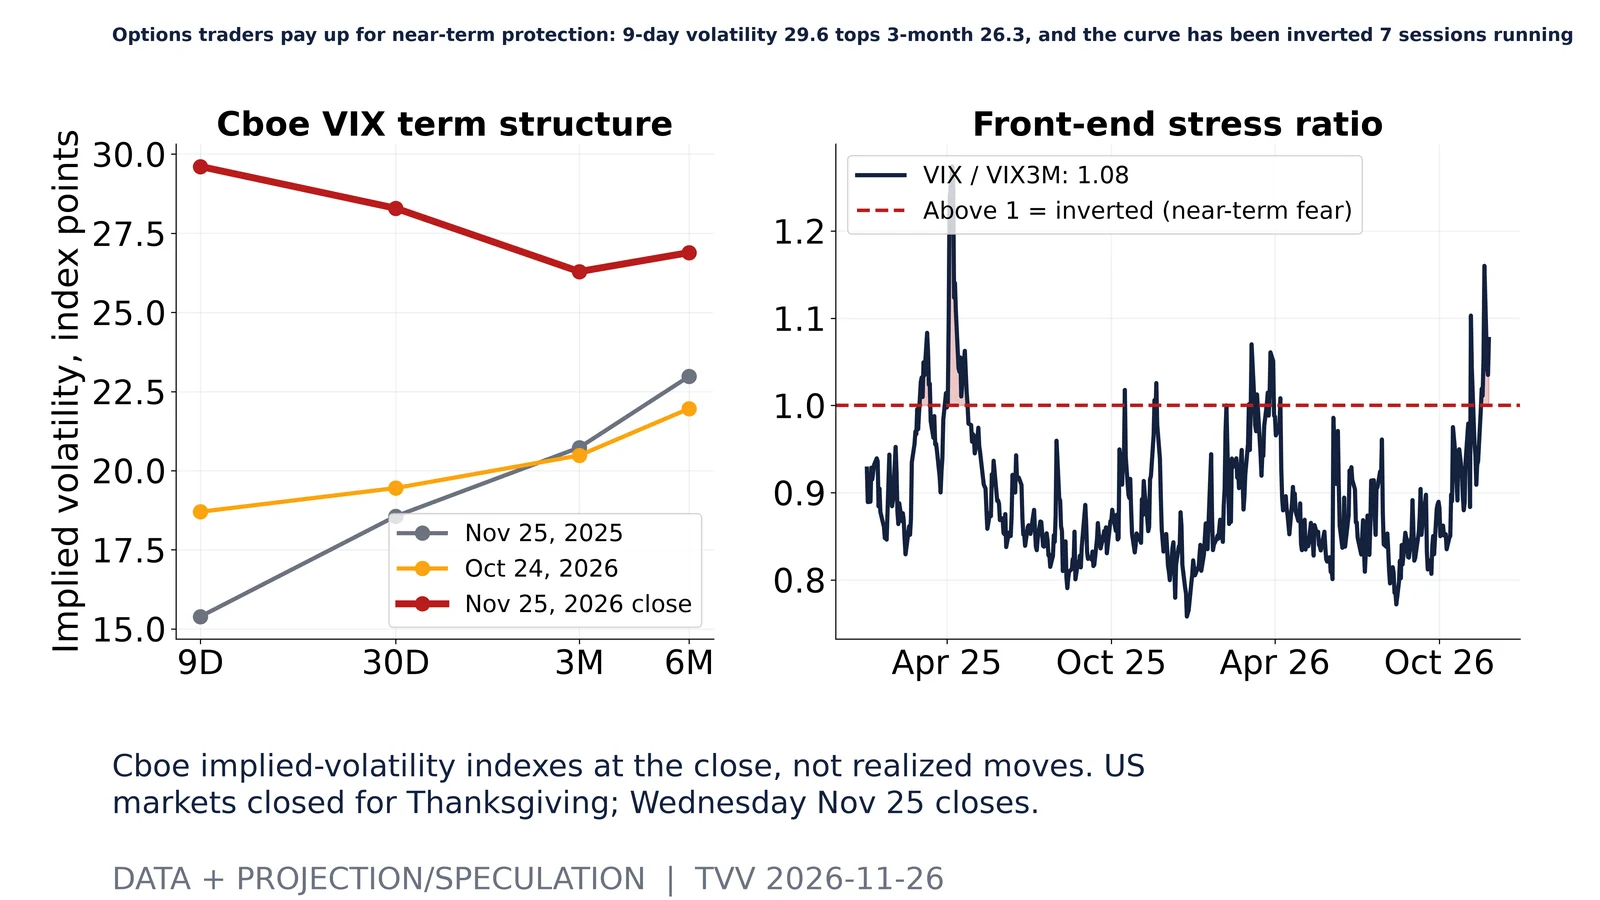 Options traders pay up for near-term protection: 9-day volatility 29.6 tops 3-month 26.3, and the curve has been inverted 7 sessions running
Cboe VIX term structure
Implied volatility, index points
30.0
27.5
25.0
22.5
20.0
17.5
15.0
9D
30D
3M
6M
Nov 25, 2025
Oct 24, 2026
Nov 25, 2026 close
Front-end stress ratio
VIX / VIX3M: 1.08
Above 1 = inverted (near-term fear)
1.2
1.1
1.0
0.9
0.8
Apr 25
Oct 25
Apr 26
Oct 26
Cboe implied-volatility indexes at the close, not realized moves. US
markets closed for Thanksgiving; Wednesday Nov 25 closes.
DATA + PROJECTION/SPECULATION | TVV 2026-11-26